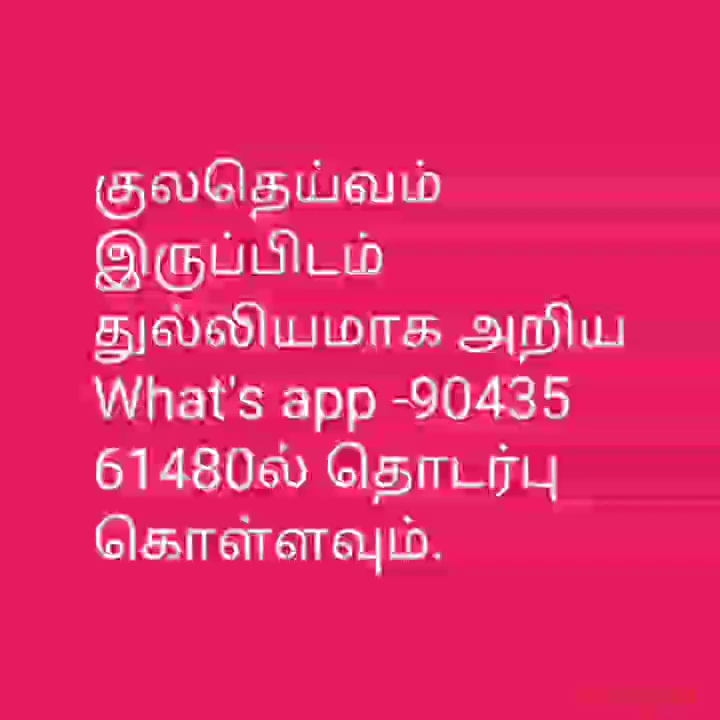 குலதெய்வம்
இருப்பிடம்
துல்லியமாக அறிய
What's app -90435
61480ல் தொடர்பு
கொள்ளவும்.